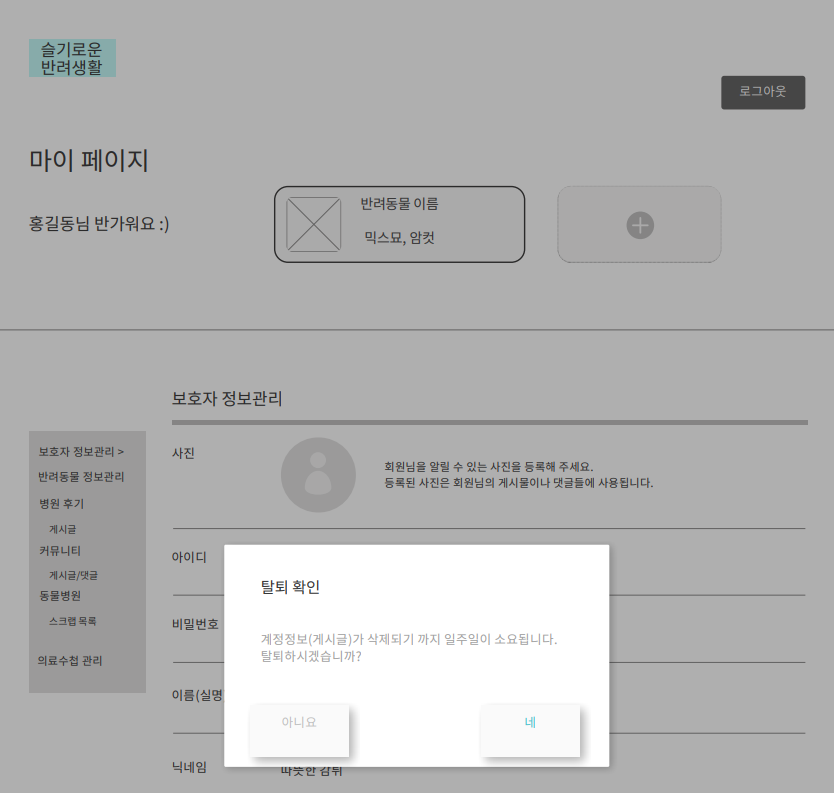 슬기로운
반려생활
로그아웃
마이 페이지
홍길동님 반가워요 :)
반려동물 이름
믹스묘, 암컷
보호자 정보관리
보호자 정보관리 >
반려동물 정보관리
병원 후기
게시글
커뮤니티
게시글/댓글
동물병원
스크랩 목록
의료수첩 관리
사진
회원님을 알릴 수 있는 사진을 등록해 주세요.
등록된 사진은 회원님의 게시물이나 댓글들에 사용됩니다.
아이디
비밀번호
이름(실명)
닉네임
따뜻한 감튀
탈퇴 확인
계정정보(게시글)가 삭제되기 까지 일주일이 소요됩니다.
탈퇴하시겠습니까?
아니요
네